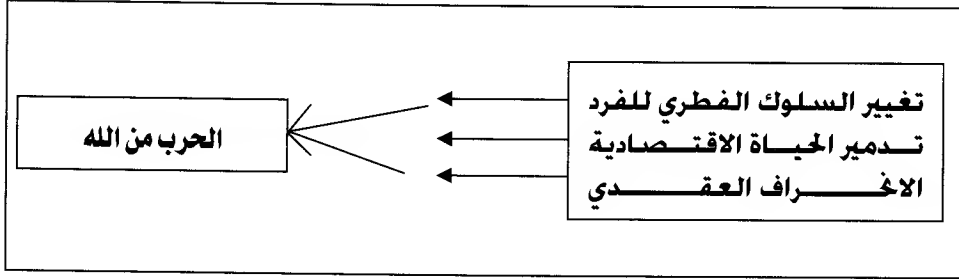 تغيير السلوك الفطري للفرد
تدمير الحياة الاقتصادية
الانحراف العقدي
الحرب من الله